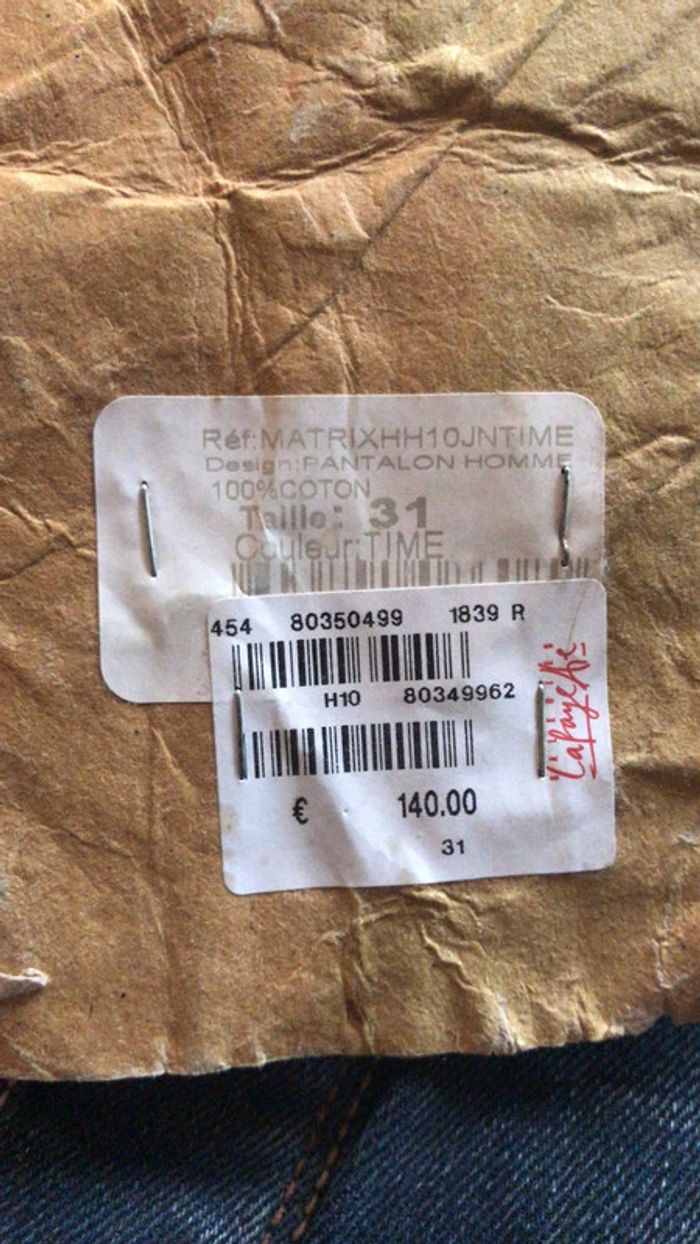 Réf:MATRIXHH10JNTIME
Design:PANTALON HOMME
100%COTON
Taille: 31
Couleur:TIME
454 80350499 1839 R
H10 80349962
€ 140.00
31
Lafayette